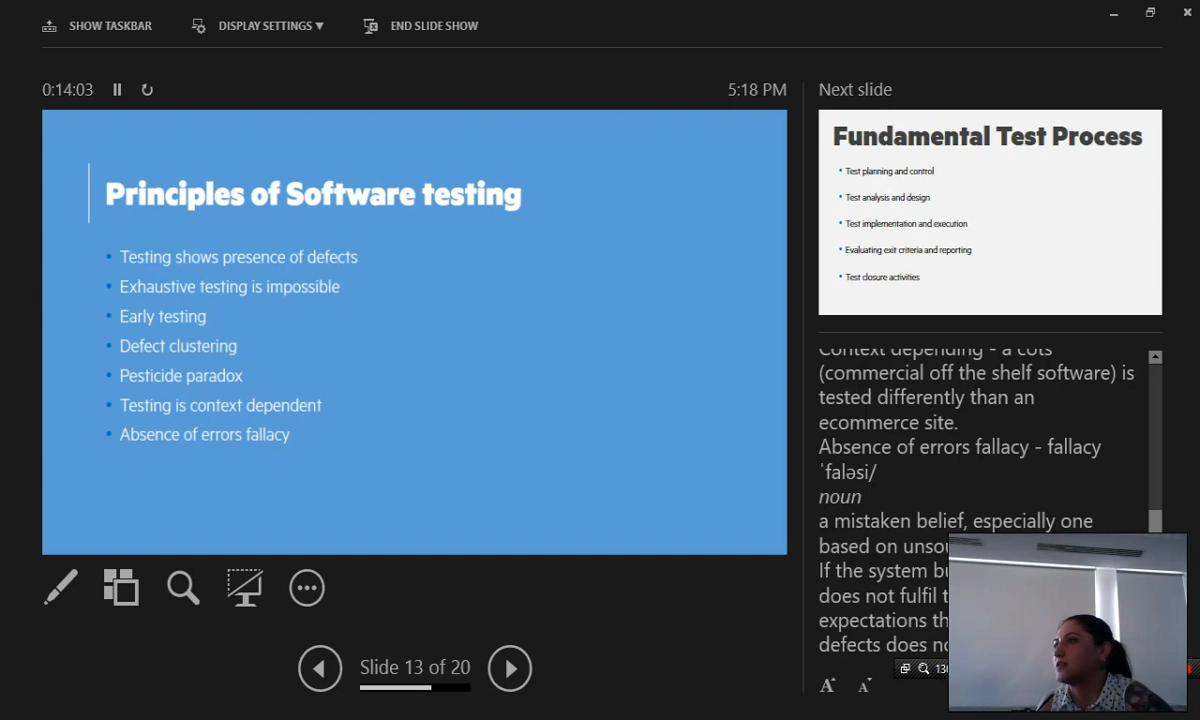 SHOW TASKBAR
DISPLAY SETTINGS ▼
END SLIDE SHOW
0:14:03
5:18 PM
Principles of Software testing
• Testing shows presence of defects
• Exhaustive testing is impossible
• Early testing
• Defect clustering
• Pesticide paradox
• Testing is context dependent
• Absence of errors fallacy
Slide 13 of 20
Next slide
Fundamental Test Process
• Test planning and control
• Test analysis and design
• Test implementation and execution
• Evaluating exit criteria and reporting
• Test closure activities
Context depending - a cots
(commercial off the shelf software) is
tested differently than an
ecommerce site.
Absence of errors fallacy - fallacy
ˈfaləsi/
noun
a mistaken belief, especially one
based on
If the system
does not fulfil
expectations
defects does
A A